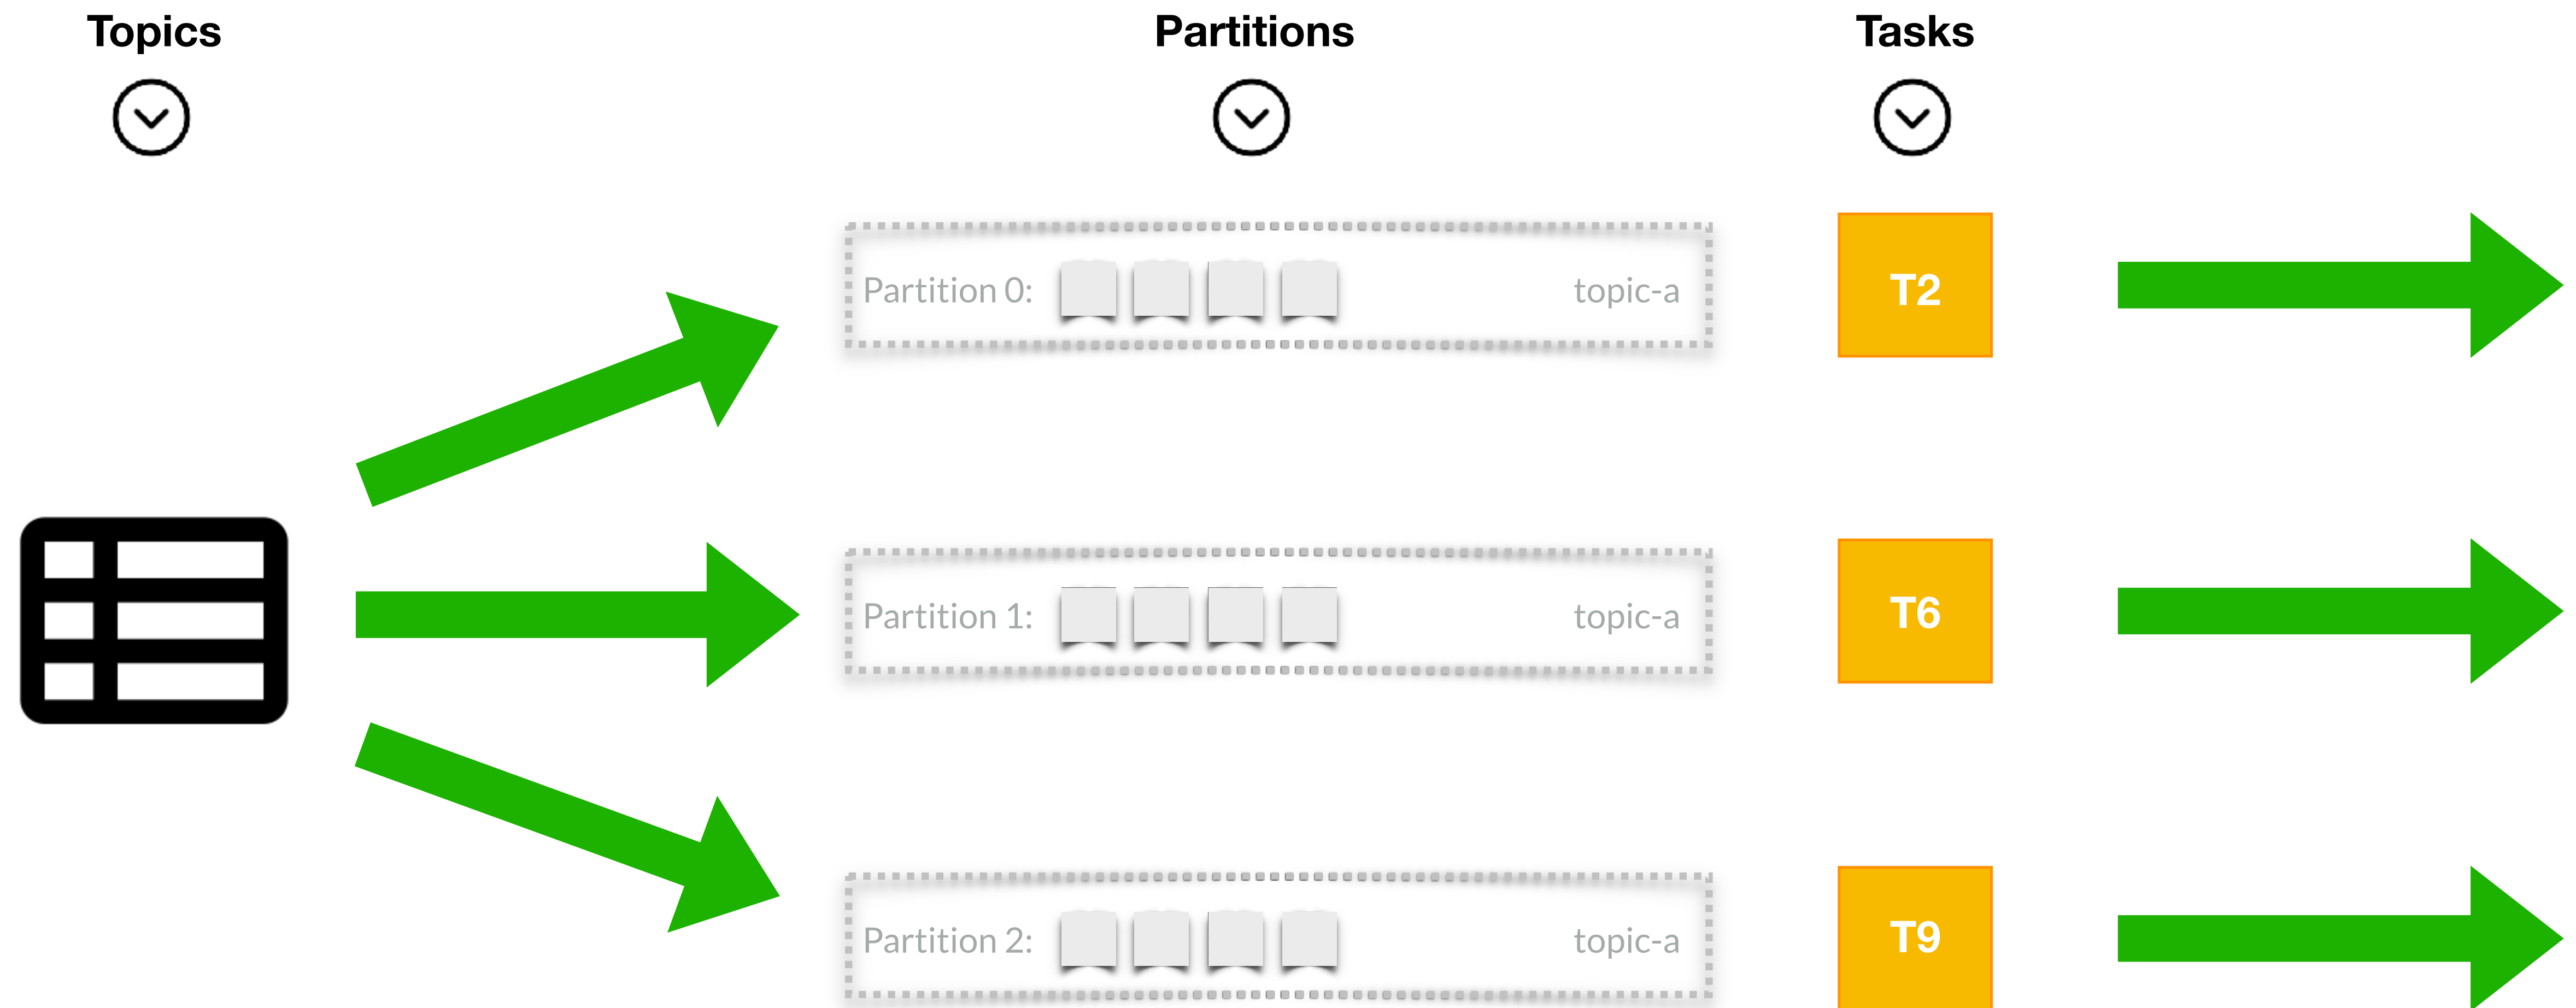 Topics
Partitions
Tasks
Partition 0:
topic-a
T2
Partition 1:
topic-a
T6
Partition 2:
topic-a
T9